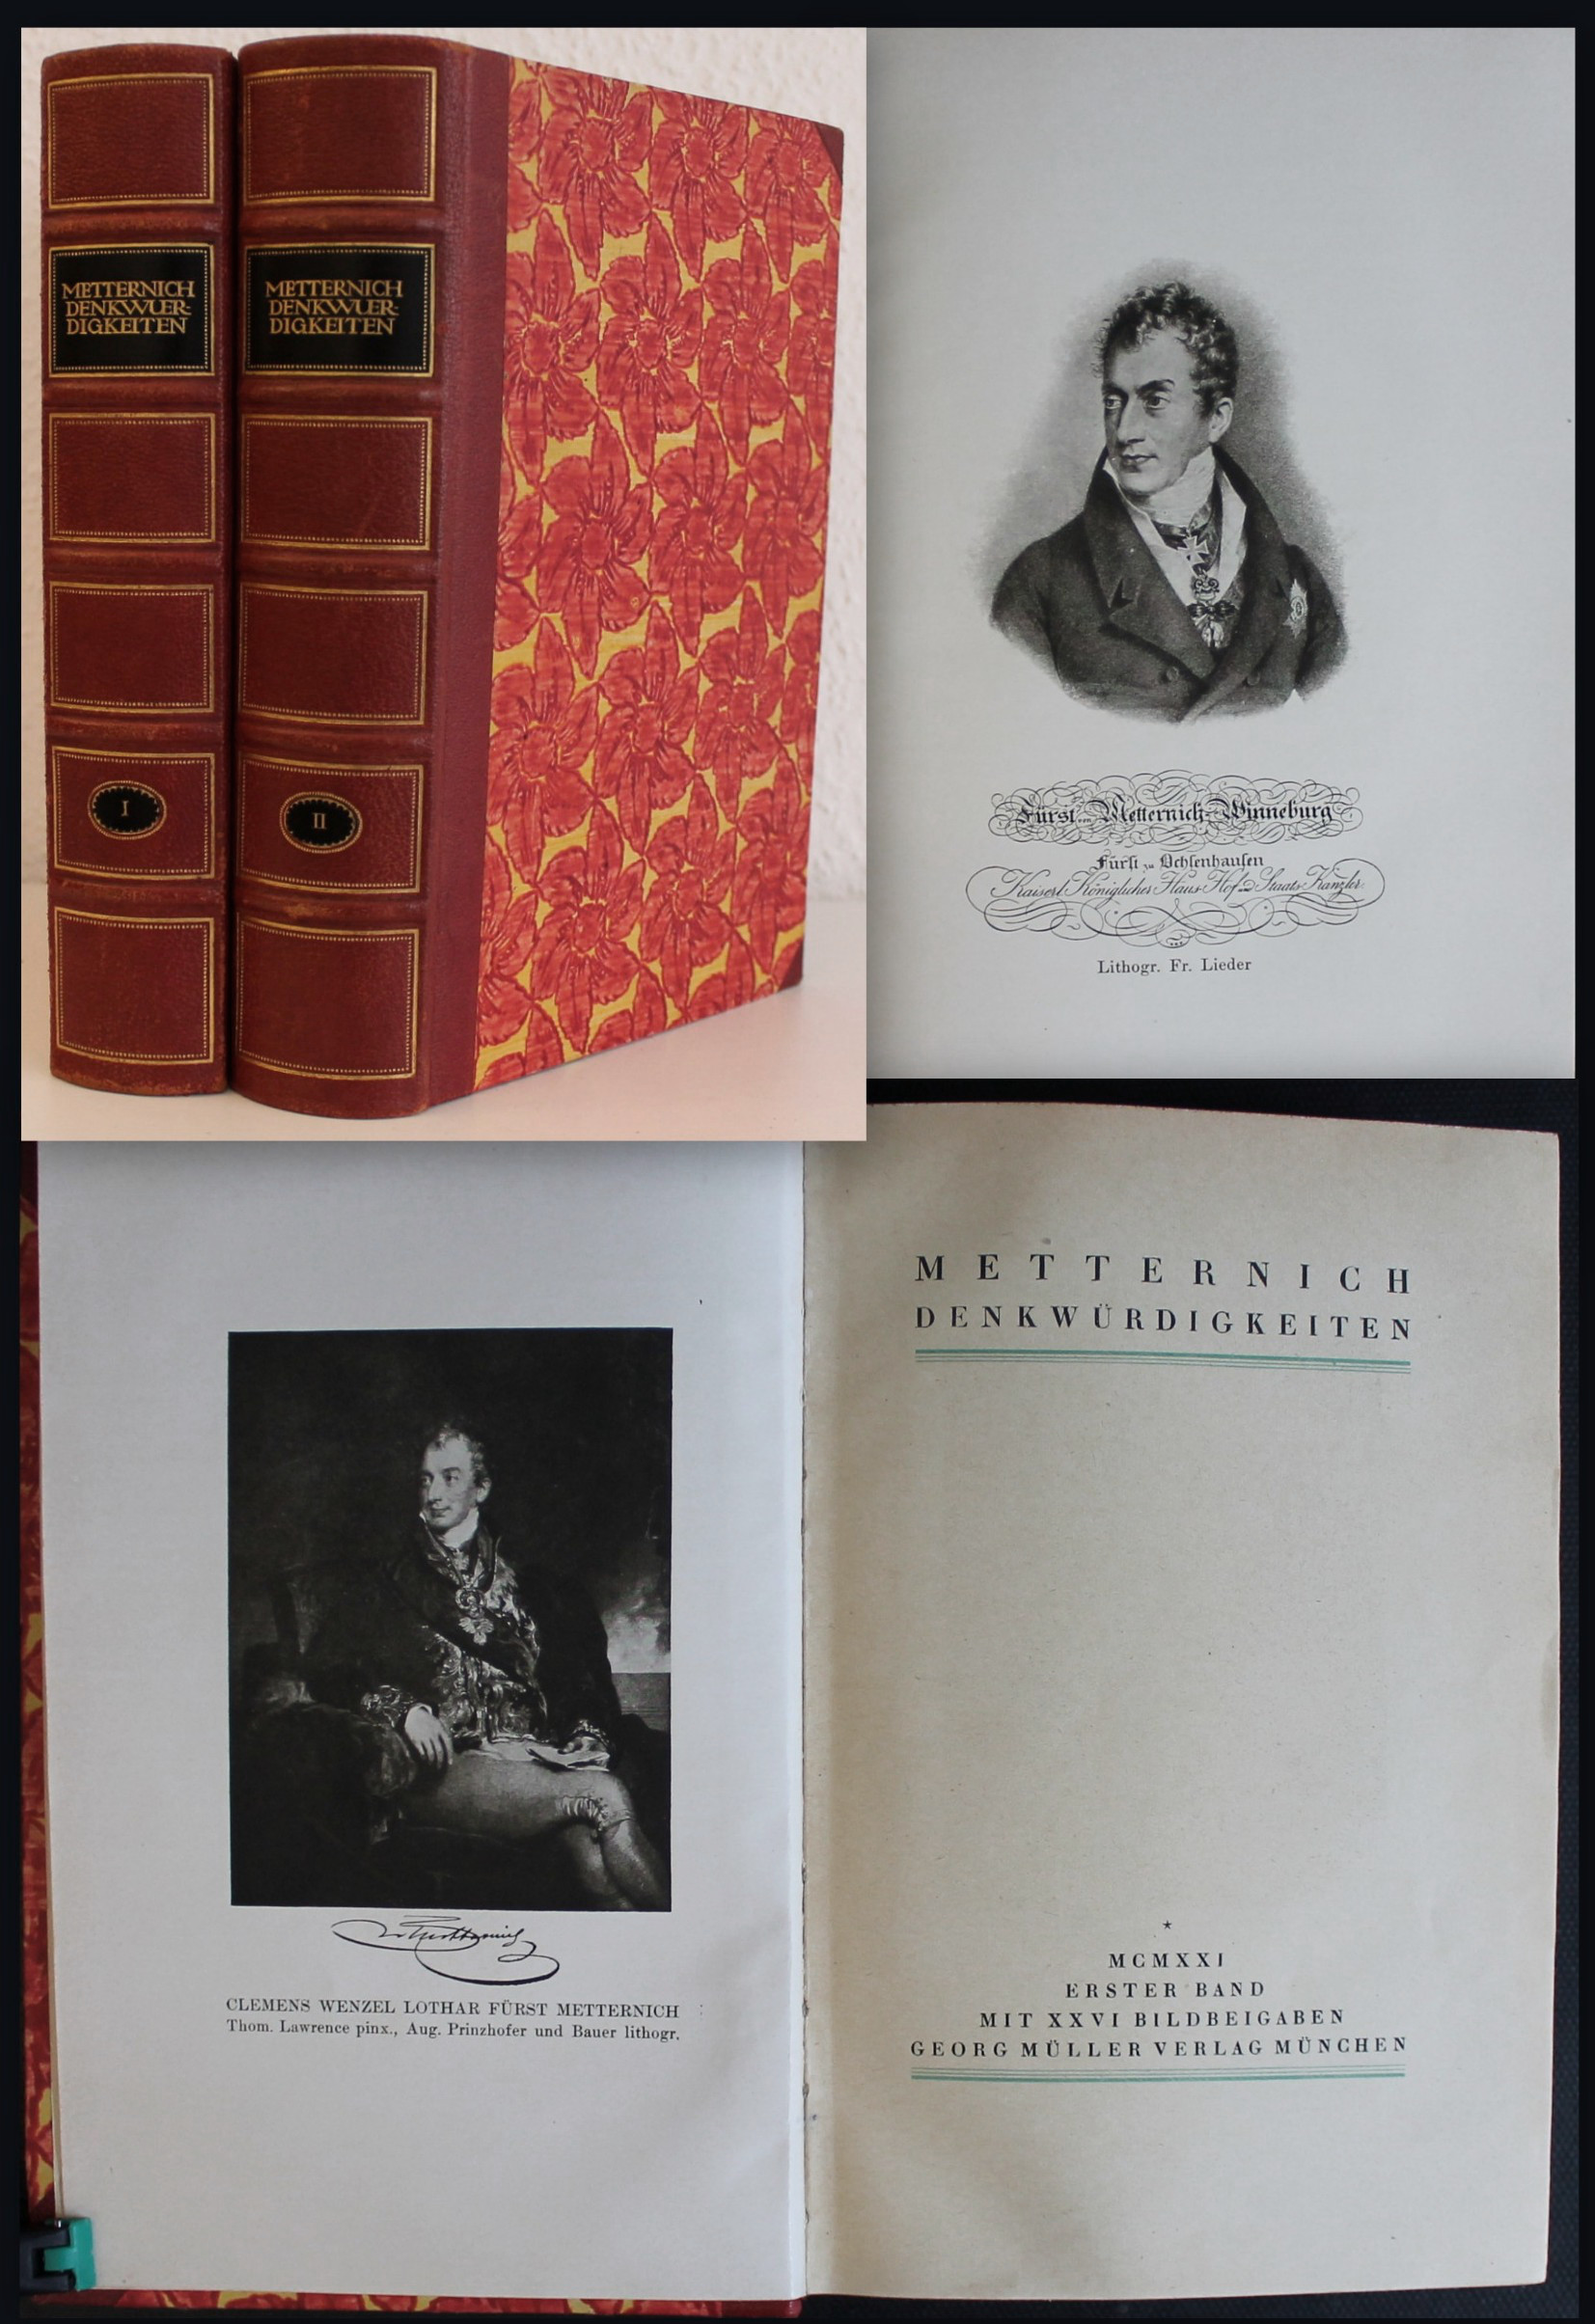 METTERNICH
DENKWUER-
DIGKEITEN
I
METTERNICH
DENKWUER-
DIGKEITEN
II
Fürst von Metternich-Winneburg
Fürst zu Ochsenhausen
Kaiserl. Königlicher Haus- Hof- und Staats-Kanzler.
Lithogr. Fr. Lieder
Metternich
CLEMENS WENZEL LOTHAR FÜRST METTERNICH
Thom. Lawrence pinx., Aug. Prinzhofer und Bauer lithogr.
METTERNICH
DENKWÜRDIGKEITEN
*
MCMXXI
ERSTER BAND
MIT XXVI BILDBEIGABEN
GEORG MÜLLER VERLAG MÜNCHEN